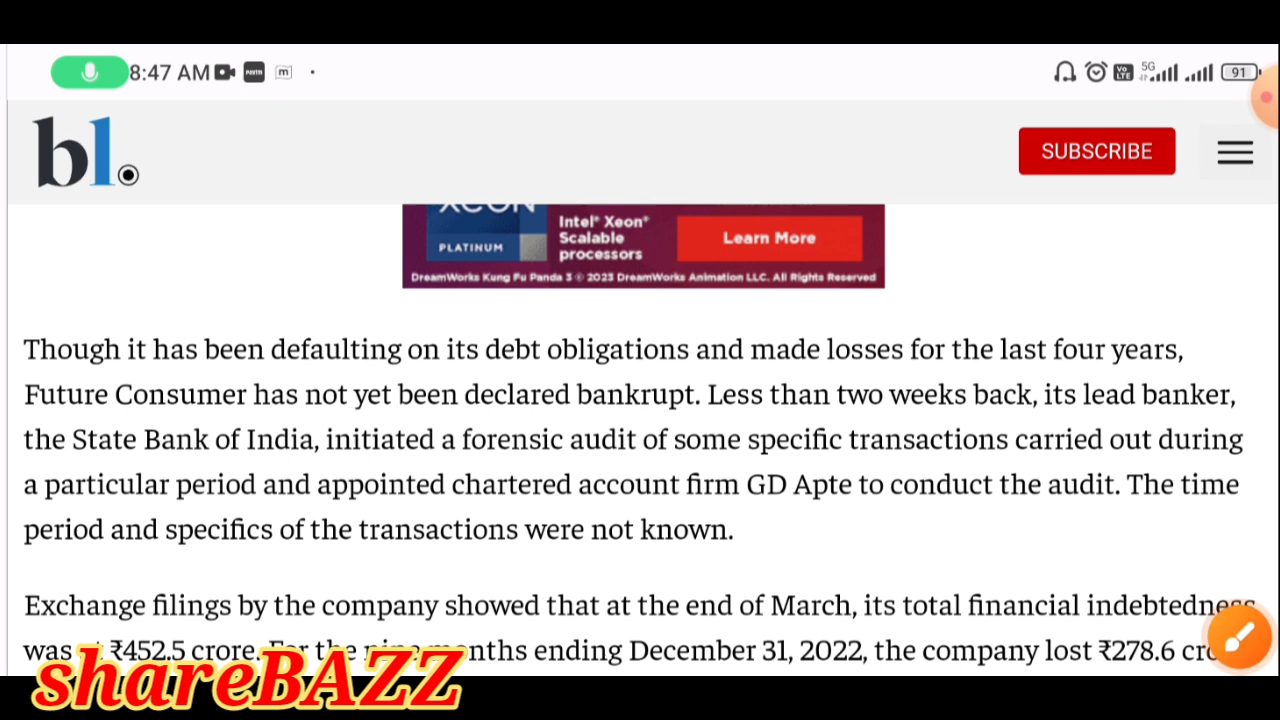 8:47 AM
5G
91
bl.
SUBSCRIBE
PLATINUM
Intel® Xeon®
Scalable
processors
Learn More
DreamWorks Kung Fu Panda 3 © 2023 DreamWorks Animation LLC. All Rights Reserved
Though it has been defaulting on its debt obligations and made losses for the last four years,
Future Consumer has not yet been declared bankrupt. Less than two weeks back, its lead banker,
the State Bank of India, initiated a forensic audit of some specific transactions carried out during
a particular period and appointed chartered account firm GD Apte to conduct the audit. The time
period and specifics of the transactions were not known.
Exchange filings by the company showed that at the end of March, its total financial indebtedness
was ₹452.5 crore. For the nine months ending December 31, 2022, the company lost ₹278.6
shareBAZZ